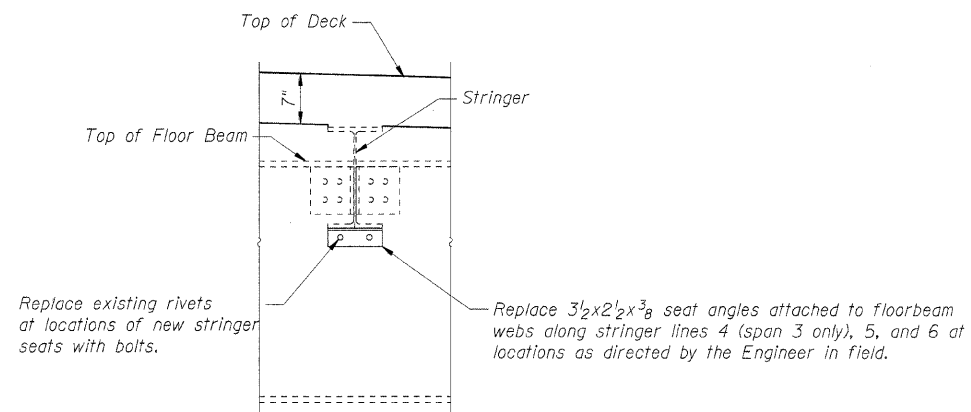 Top of Deck
7"
Stringer
Top of Floor Beam
Replace existing rivets
at locations of new stringer
seats with bolts.
Replace 3½x2½x⅜ seat angles attached to floorbeam
webs along stringer lines 4 (span 3 only), 5, and 6 at
locations as directed by the Engineer in field.